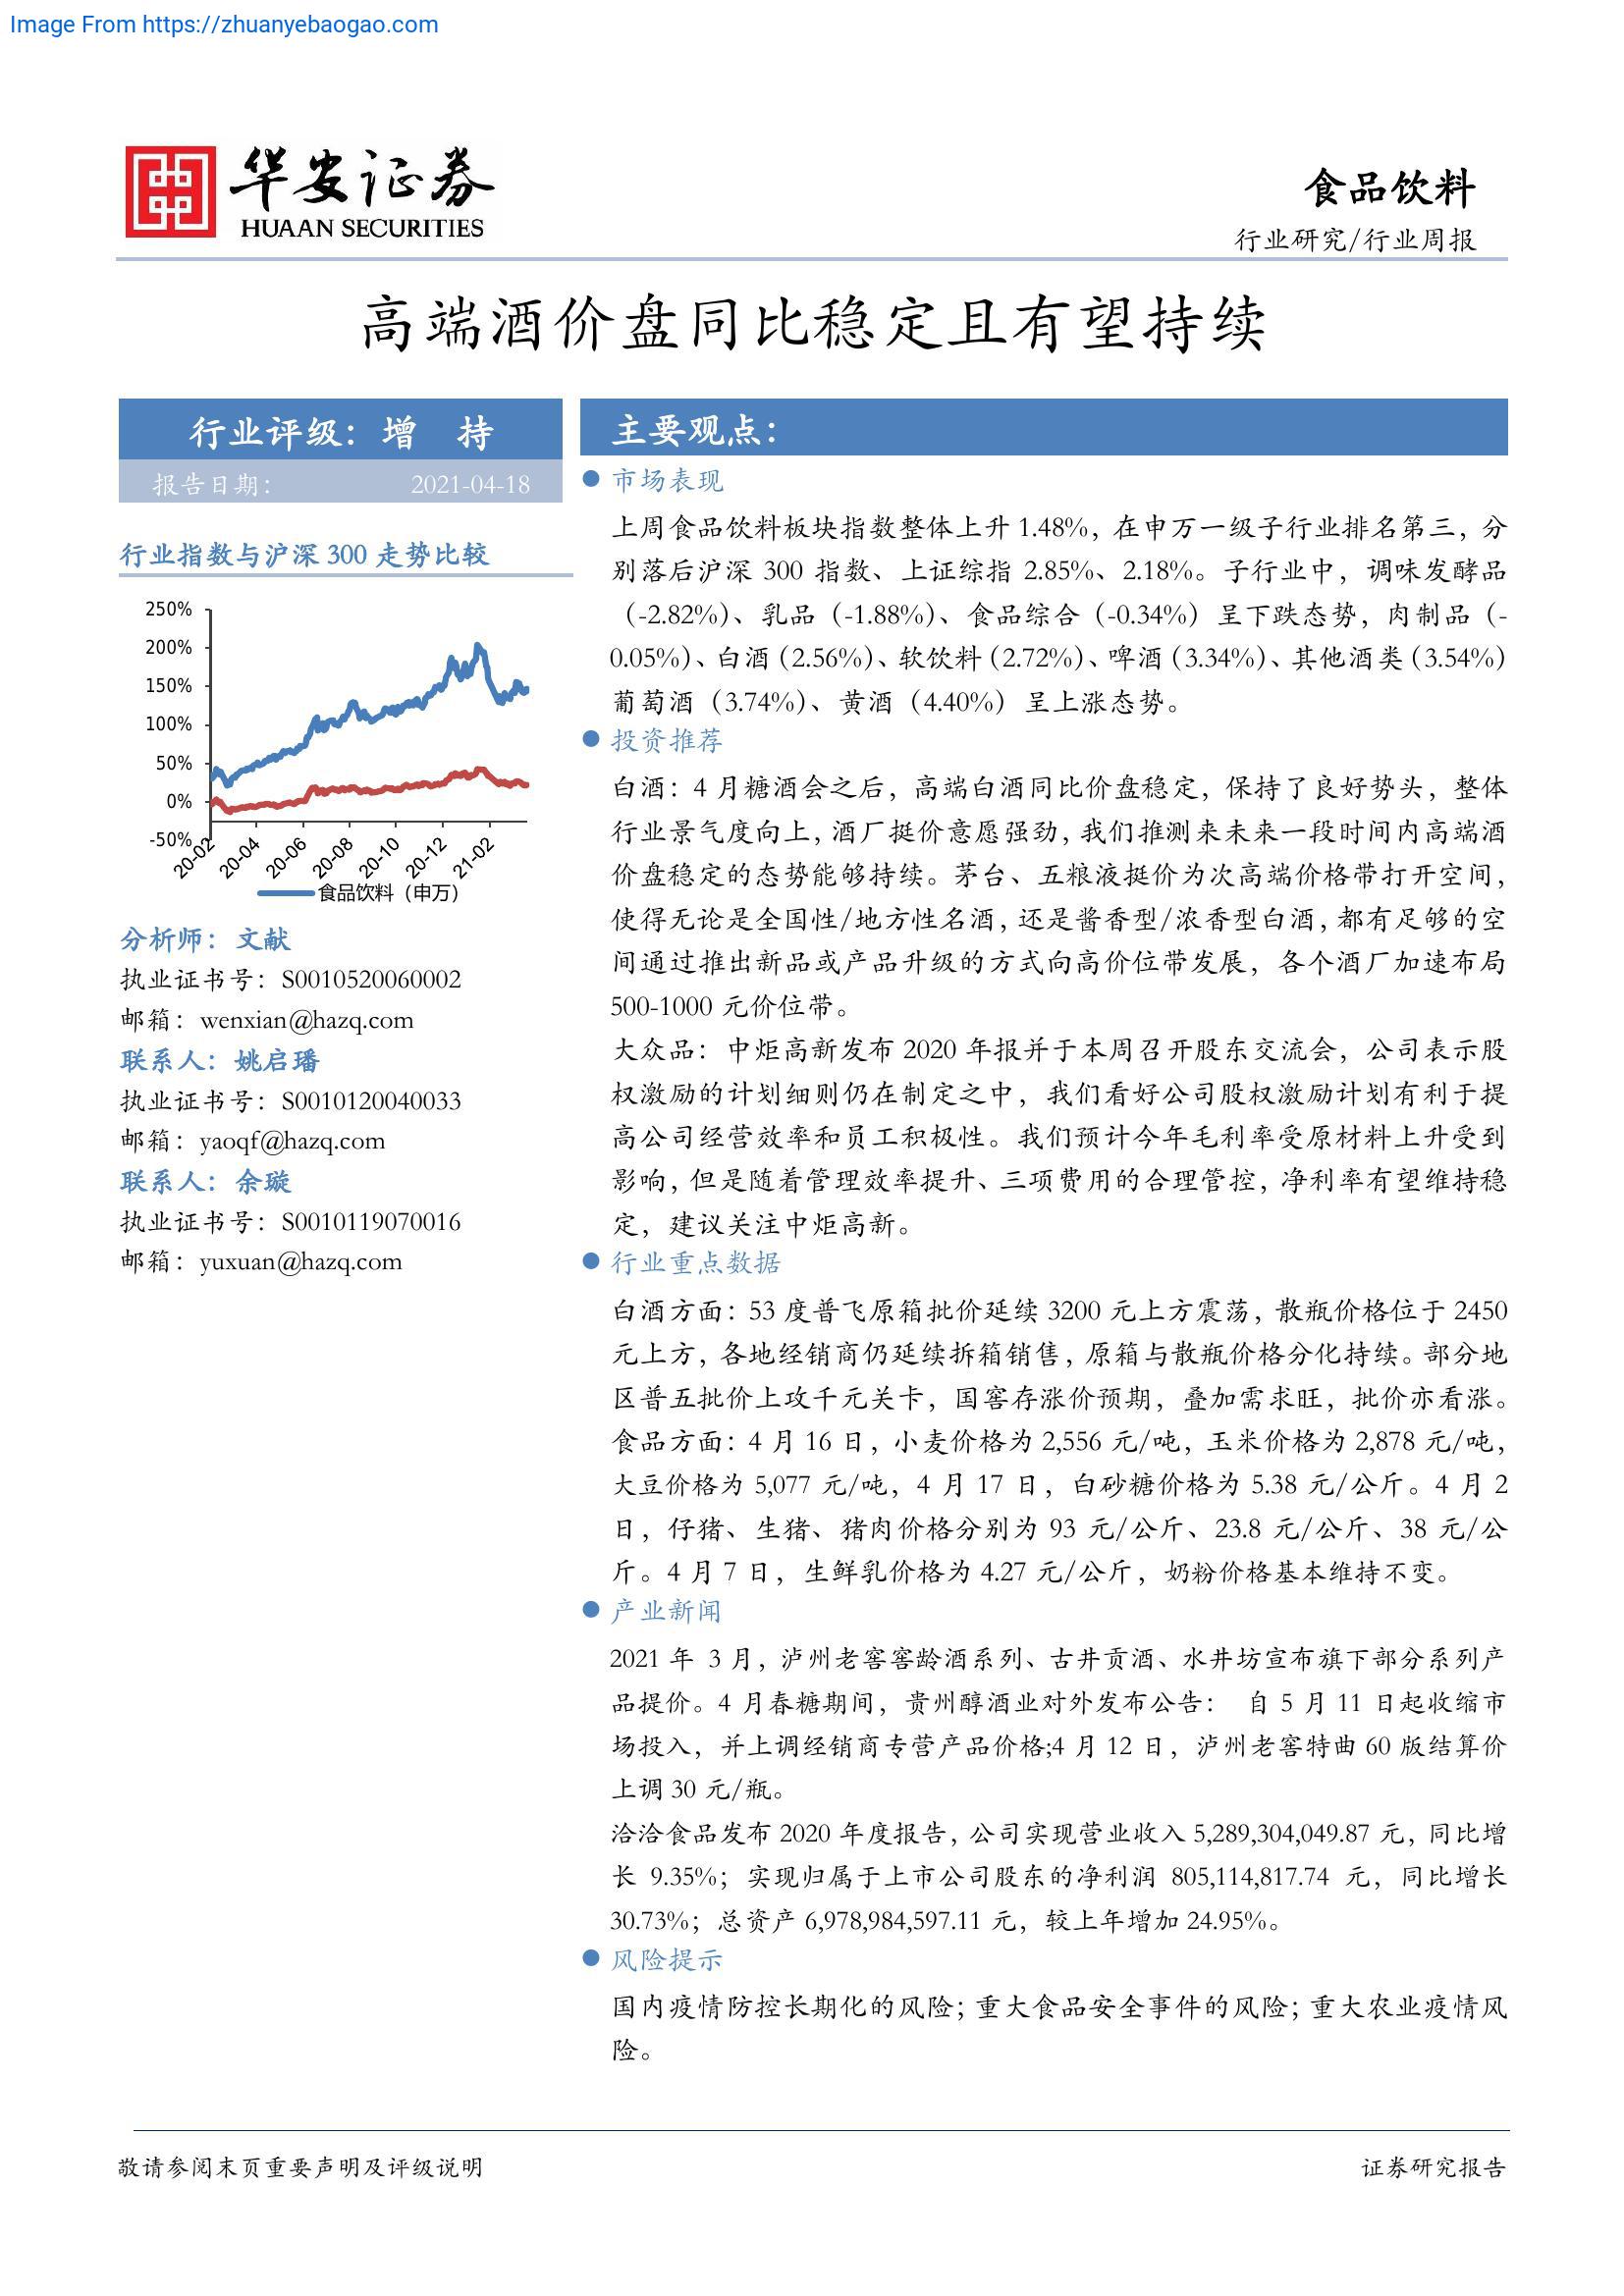 Image From https://zhuanyebaogao.com
华安证券
HUAAN SECURITIES
食品饮料
行业研究/行业周报
高端酒价盘同比稳定且有望持续
行业评级：增 持
报告日期： 2021-04-18
行业指数与沪深 300 走势比较
250%
200%
150%
100%
50%
0%
-50%
20-02
20-04
20-06
20-08
20-10
20-12
21-02
食品饮料（申万）
分析师：文献
执业证书号：S0010520060002
邮箱：wenxian@hazq.com
联系人：姚启璠
执业证书号：S0010120040033
邮箱：yaoqf@hazq.com
联系人：余璇
执业证书号：S0010119070016
邮箱：yuxuan@hazq.com
主要观点：
市场表现
上周食品饮料板块指数整体上升 1.48%，在申万一级子行业排名第三，分
别落后沪深 300 指数、上证综指 2.85%、2.18%。子行业中，调味发酵品
（-2.82%）、乳品（-1.88%）、食品综合（-0.34%）呈下跌态势，肉制品（-
0.05%）、白酒（2.56%）、软饮料（2.72%）、啤酒（3.34%）、其他酒类（3.54%）
葡萄酒（3.74%）、黄酒（4.40%）呈上涨态势。
投资推荐
白酒：4 月糖酒会之后，高端白酒同比价盘稳定，保持了良好势头，整体
行业景气度向上，酒厂挺价意愿强劲，我们推测来未来一段时间内高端酒
价盘稳定的态势能够持续。茅台、五粮液挺价为次高端价格带打开空间，
使得无论是全国性/地方性名酒，还是酱香型/浓香型白酒，都有足够的空
间通过推出新品或产品升级的方式向高价位带发展，各个酒厂加速布局
500-1000 元价位带。
大众品：中炬高新发布 2020 年报并于本周召开股东交流会，公司表示股
权激励的计划细则仍在制定之中，我们看好公司股权激励计划有利于提
高公司经营效率和员工积极性。我们预计今年毛利率受原材料上升受到
影响，但是随着管理效率提升、三项费用的合理管控，净利率有望维持稳
定，建议关注中炬高新。
行业重点数据
白酒方面：53 度普飞原箱批价延续 3200 元上方震荡，散瓶价格位于 2450
元上方，各地经销商仍延续拆箱销售，原箱与散瓶价格分化持续。部分地
区普五批价上攻千元关卡，国窖存涨价预期，叠加需求旺，批价亦看涨。
食品方面：4 月 16 日，小麦价格为 2,556 元/吨，玉米价格为 2,878 元/吨，
大豆价格为 5,077 元/吨，4 月 17 日，白砂糖价格为 5.38 元/公斤。4 月 2
日，仔猪、生猪、猪肉价格分别为 93 元/公斤、23.8 元/公斤、38 元/公
斤。4 月 7 日，生鲜乳价格为 4.27 元/公斤，奶粉价格基本维持不变。
产业新闻
2021 年 3 月，泸州老窖窖龄酒系列、古井贡酒、水井坊宣布旗下部分系列产
品提价。4 月春糖期间，贵州醇酒业对外发布公告： 自 5 月 11 日起收缩市
场投入，并上调经销商专营产品价格;4 月 12 日，泸州老窖特曲 60 版结算价
上调 30 元/瓶。
洽洽食品发布 2020 年度报告，公司实现营业收入 5,289,304,049.87 元，同比增
长 9.35%；实现归属于上市公司股东的净利润 805,114,817.74 元，同比增长
30.73%；总资产 6,978,984,597.11 元，较上年增加 24.95%。
风险提示
国内疫情防控长期化的风险；重大食品安全事件的风险；重大农业疫情风
险。
敬请参阅末页重要声明及评级说明
证券研究报告